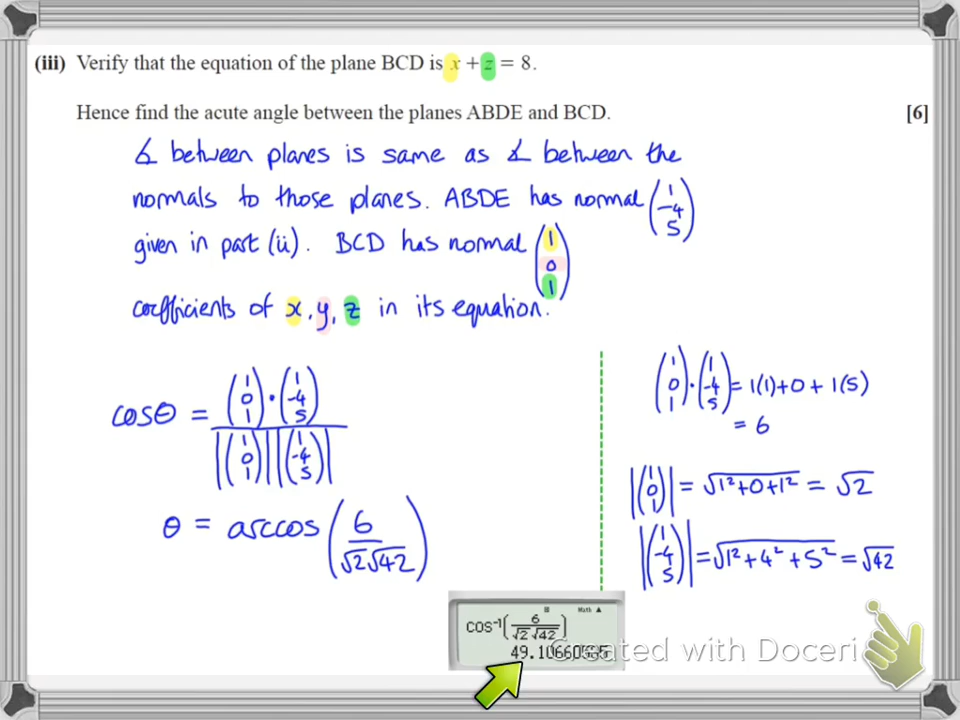 (iii) Verify that the equation of the plane BCD is x + z = 8.
Hence find the acute angle between the planes ABDE and BCD. [6]
∡ between planes is same as ∡ between the
normals to those planes. ABDE has normal (1 -4 5)
given in part (ii). BCD has normal (1 0 1)
coefficients of x, y, z in its equation.
cosθ = (1 0 1)·(1 -4 5) / |(1 0 1)||(1 -4 5)|
θ = arccos (6 / √2√42)
(1 0 1)·(1 -4 5) = 1(1)+0+1(5)
= 6
|(1 0 1)| = √1²+0+1² = √2
|(1 -4 5)| = √1²+4²+5² = √42
Math ▲
cos⁻¹(6 / √2√42)
49.10660535
Created with Doceri